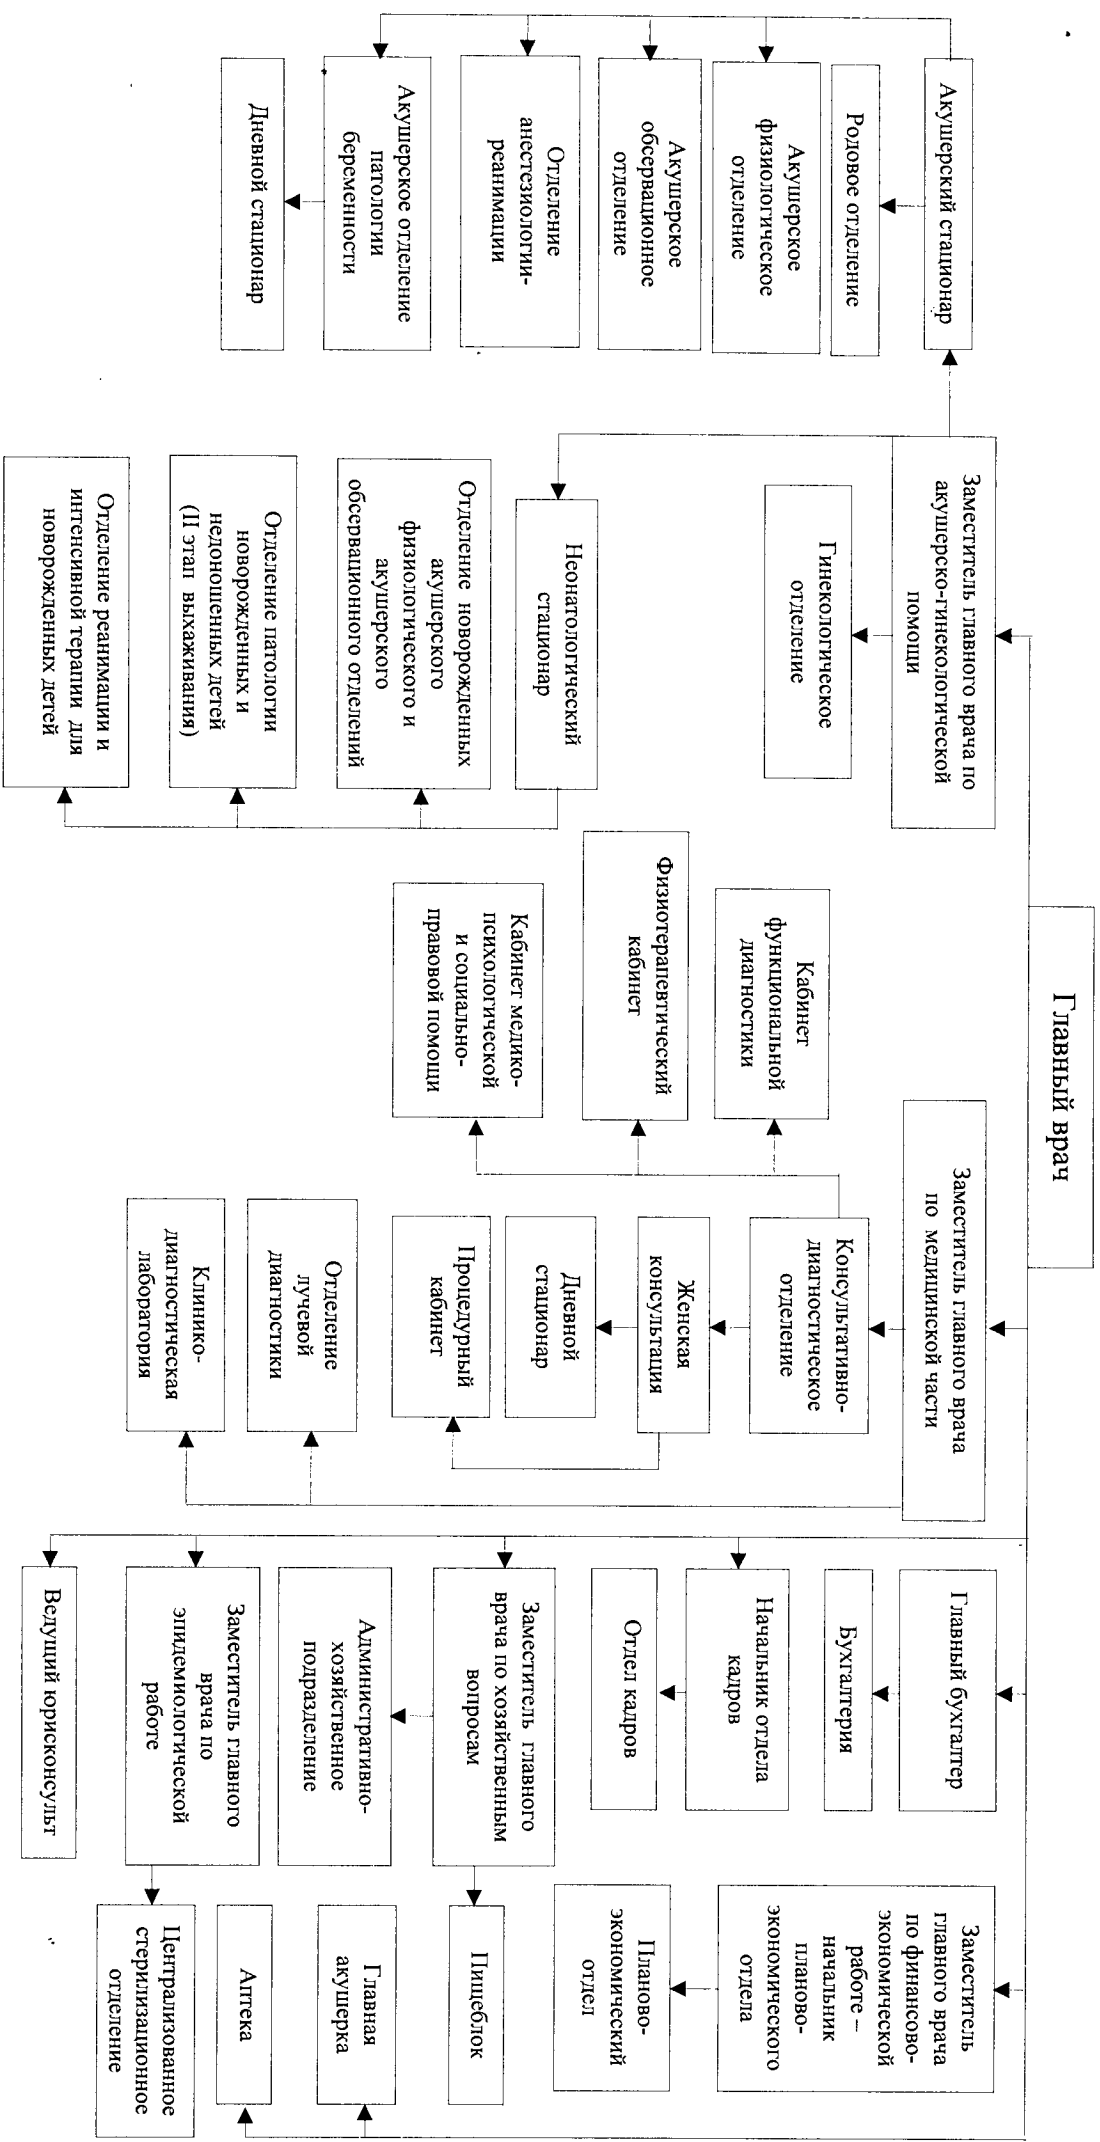 Главный врач
Заместитель главного врача по
акушерско-гинекологической
помощи
Заместитель главного врача
по медицинской части
Главный бухгалтер
Заместитель
главного врача
по финансово-
экономической
работе –
начальник
планово-
экономического
отдела
Акушерский стационар
Родовое отделение
Акушерское
физиологическое
отделение
Акушерское
обсервационное
отделение
Отделение
анестезиологии-
реанимации
Акушерское отделение
патологии
беременности
Дневной стационар
Гинекологическое
отделение
Неонатологический
стационар
Отделение новорожденных
акушерского
физиологического и
акушерского
обсервационного отделений
Отделение патологии
новорожденных и
недоношенных детей
(II этап выхаживания)
Отделение реанимации и
интенсивной терапии для
новорожденных детей
Кабинет
функциональной
диагностики
Физиотерапевтический
кабинет
Кабинет медико-
психологической
и социально-
правовой помощи
Консультативно-
диагностическое
отделение
Женская
консультация
Дневной
стационар
Процедурный
кабинет
Отделение
лучевой
диагностики
Клинико-
диагностическая
лаборатория
Бухгалтерия
Начальник отдела
кадров
Отдел кадров
Заместитель главного
врача по хозяйственным
вопросам
Административно-
хозяйственное
подразделение
Заместитель главного
врача по
эпидемиологической
работе
Ведущий юрисконсульт
Планово-
экономический
отдел
Пищеблок
Главная
акушерка
Аптека
Централизованное
стерилизационное
отделение